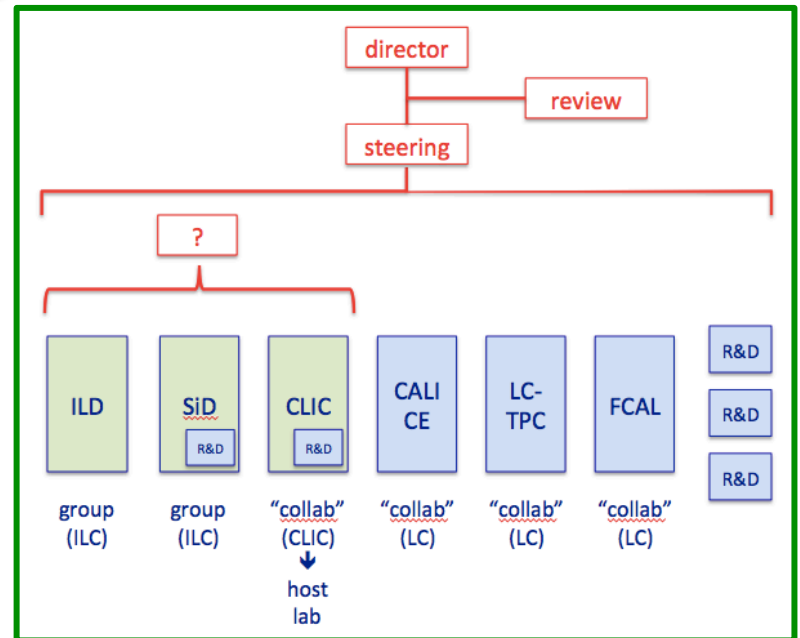 director
review
steering
?
ILD
SiD
R&D
CLIC
R&D
CALI
CE
LC-
TPC
FCAL
R&D
R&D
R&D
group
(ILC)
group
(ILC)
“collab”
(CLIC)
host
lab
“collab”
(LC)
“collab”
(LC)
“collab”
(LC)